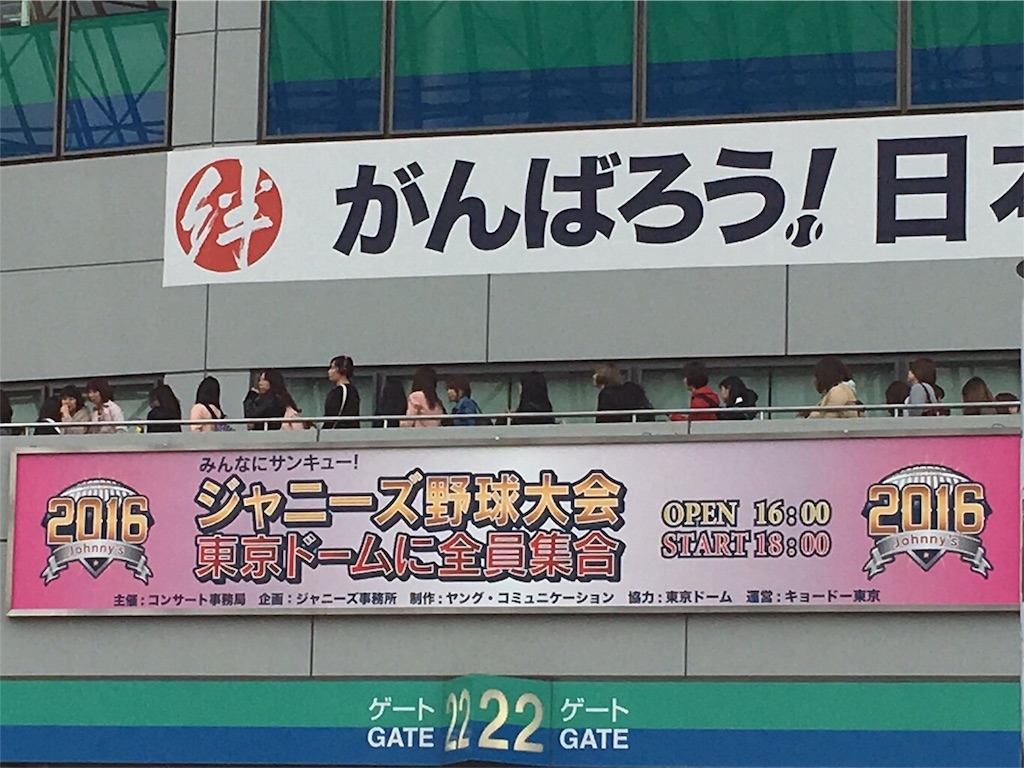 絆 がんばろう！日本
みんなにサンキュー！
ジャニーズ野球大会
東京ドームに全員集合
OPEN 16:00
START 18:00
2016
Johnny's
2016
Johnny's
主催：コンサート事務局 企画：ジャニーズ事務所 制作：ヤング・コミュニケーション 協力：東京ドーム 運営：キョードー東京
ゲート 22 22 ゲート
GATE GATE